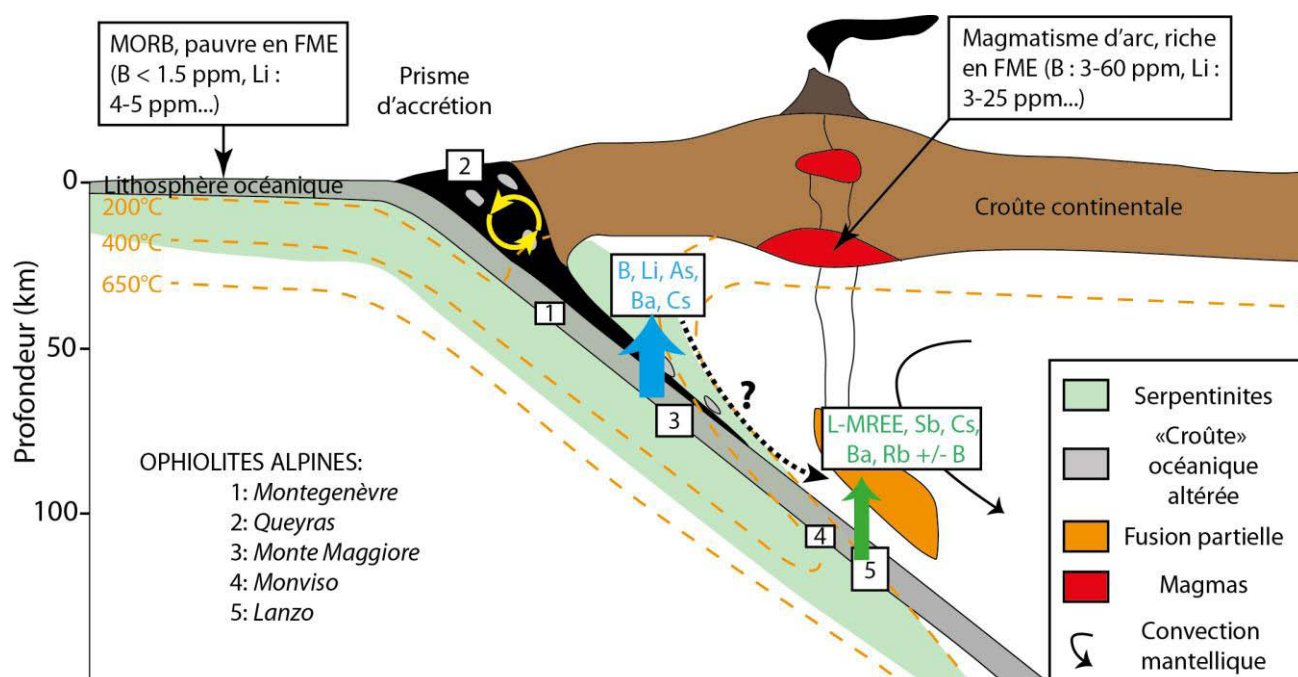 MORB, pauvre en FME
(B < 1.5 ppm, Li :
4-5 ppm...)
Prisme
d'accrétion
Magmatisme d'arc, riche
en FME (B : 3-60 ppm, Li :
3-25 ppm...)
2
0
Lithosphère océanique
200°C
400°C
650°C
Croûte continentale
B, Li, As,
Ba, Cs
1
50
3
?
L-MREE, Sb, Cs,
Ba, Rb +/- B
4
5
100
Profondeur (km)
OPHIOLITES ALPINES:
1: Montegenèvre
2: Queyras
3: Monte Maggiore
4: Monviso
5: Lanzo
Serpentinites
«Croûte»
océanique
altérée
Fusion partielle
Magmas
Convection
mantellique